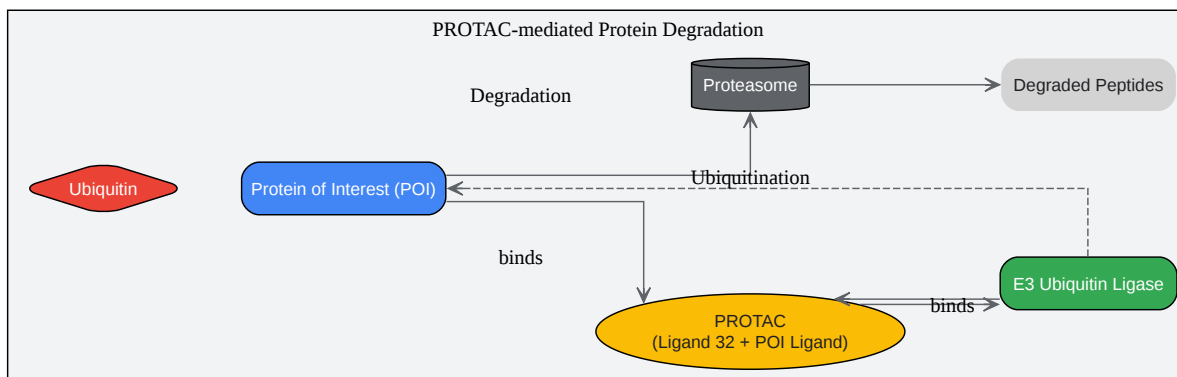 PROTAC-mediated Protein Degradation
Proteasome
Degraded Peptides
Degradation
Ubiquitin
Protein of Interest (POI)
Ubiquitination
binds
E3 Ubiquitin Ligase
binds
PROTAC
(Ligand 32 + POI Ligand)